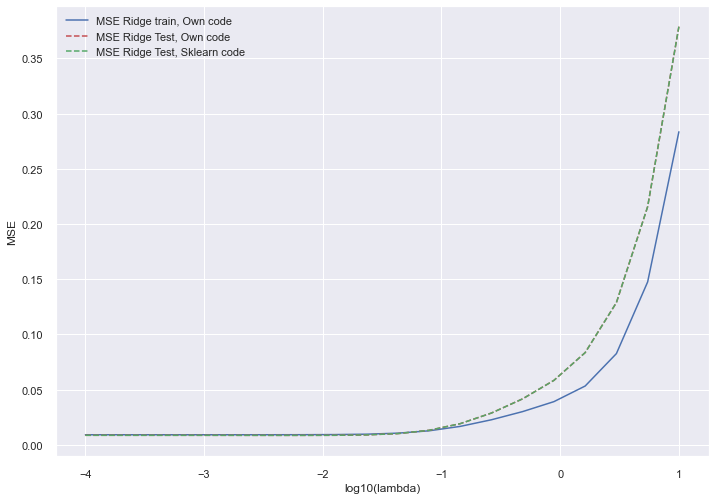 MSE Ridge train, Own code
MSE Ridge Test, Own code
MSE Ridge Test, Sklearn code
0.35
0.30
0.25
0.20
0.15
0.10
0.05
0.00
MSE
−4
−3
−2
−1
0
1
log10(lambda)